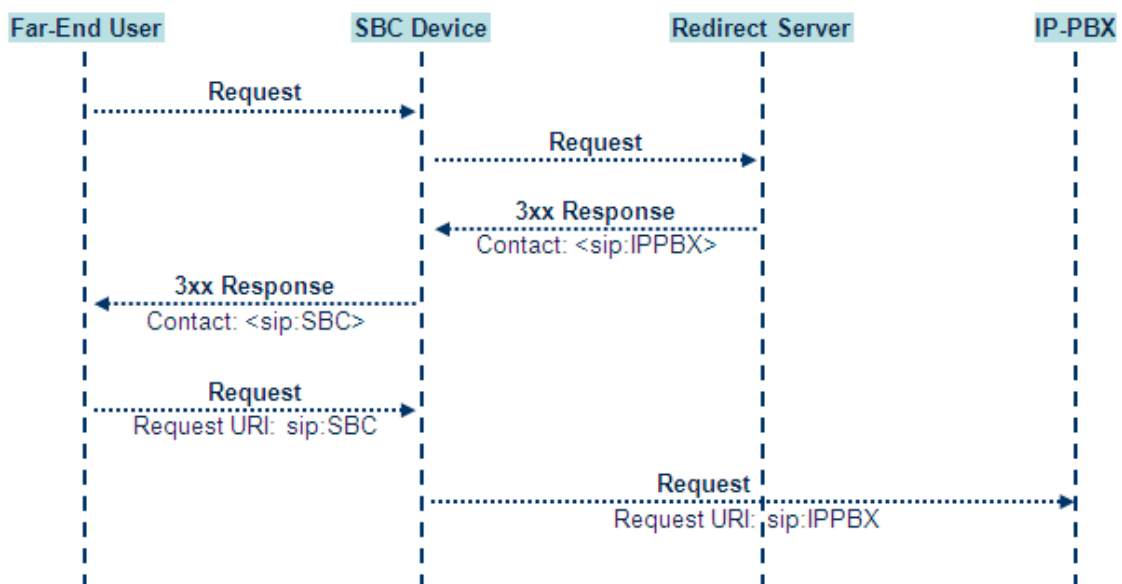 Far-End User
SBC Device
Redirect Server
IP-PBX
Request
Request
3xx Response
Contact: <sip:IPPBX>
3xx Response
Contact: <sip:SBC>
Request
Request URI: sip:SBC
Request
Request URI: sip:IPPBX